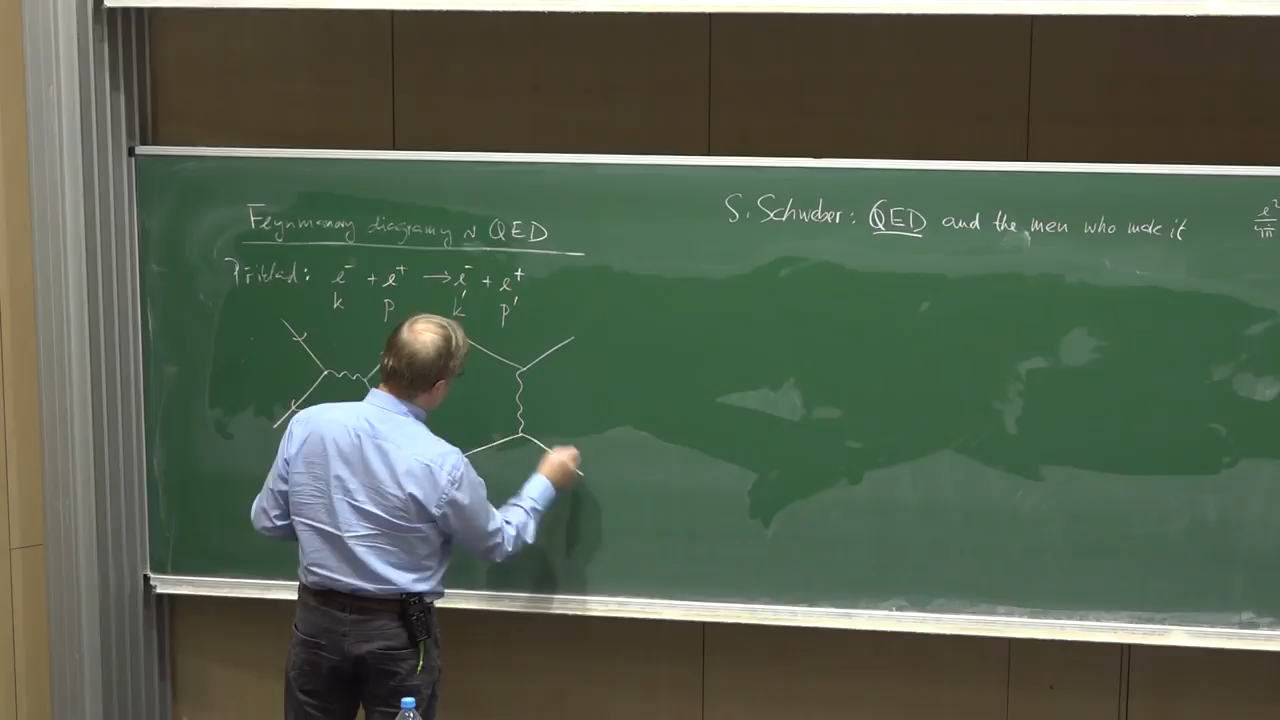 Feynmanovy diagramy v QED
Příklad: e⁻ + e⁺ → e⁻ + e⁺
k p k' p'
S. Schweber: QED and the men who made it
e²
4π